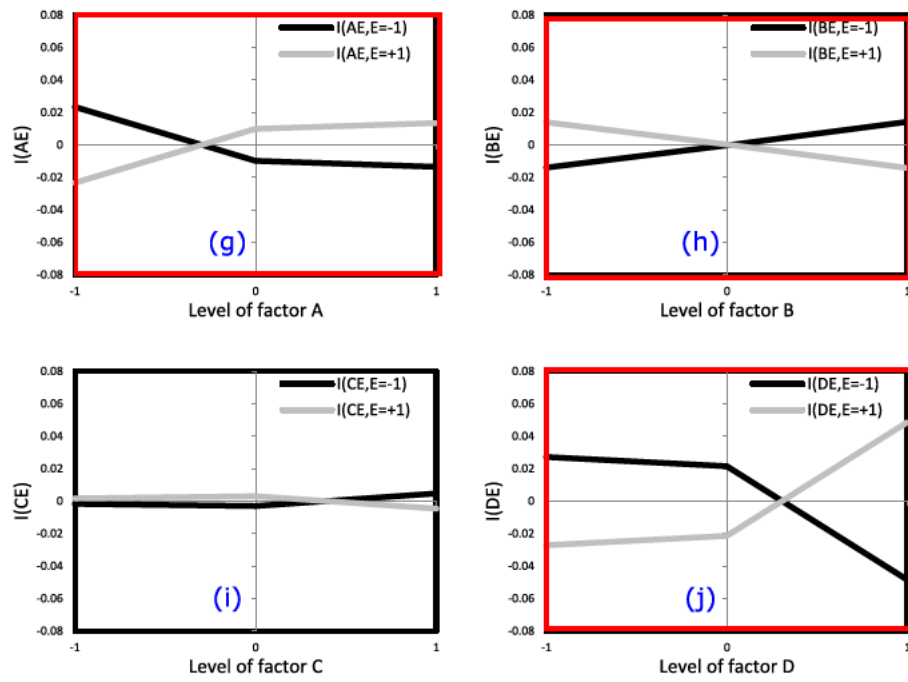 0.08
I(AE,E=-1)
I(AE,E=+1)
0.06
0.04
0.02
0
-0.02
-0.04
-0.06
-0.08
I(AE)
(g)
-1 0 1
Level of factor A
0.08
I(BE,E=-1)
I(BE,E=+1)
0.06
0.04
0.02
0
-0.02
-0.04
-0.06
-0.08
I(BE)
(h)
-1 0 1
Level of factor B
0.08
I(CE,E=-1)
I(CE,E=+1)
0.06
0.04
0.02
0
-0.02
-0.04
-0.06
-0.08
I(CE)
(i)
-1 0 1
Level of factor C
0.08
I(DE,E=-1)
I(DE,E=+1)
0.06
0.04
0.02
0
-0.02
-0.04
-0.06
-0.08
I(DE)
(j)
-1 0 1
Level of factor D